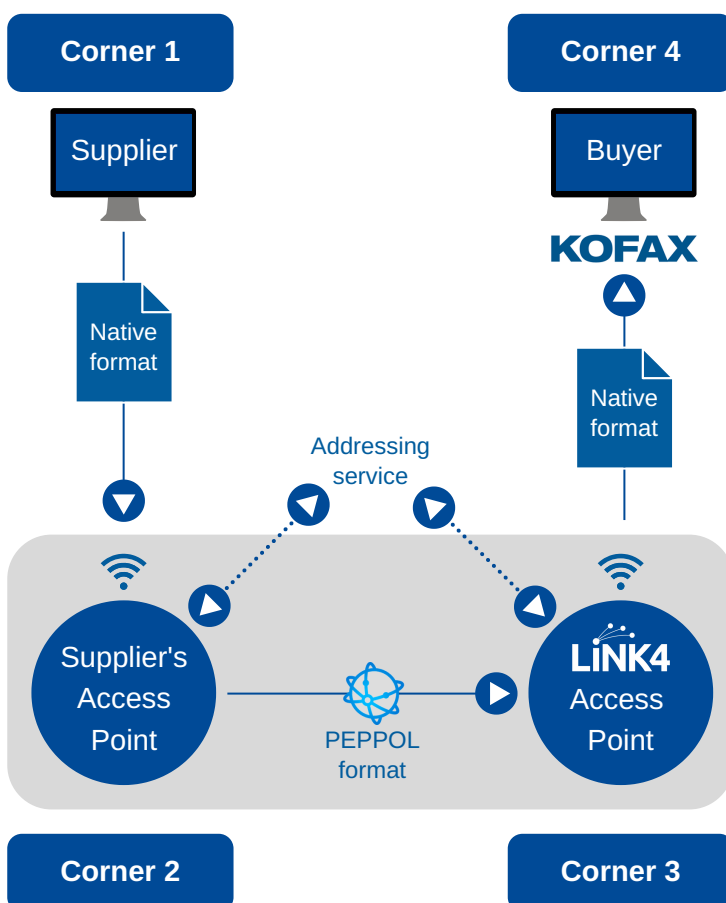 Corner 1
Corner 4
Supplier
Buyer
KOFAX
Native
format
Native
format
Addressing
service
Supplier's
Access
Point
LiNK4
Access
Point
PEPPOL
format
Corner 2
Corner 3